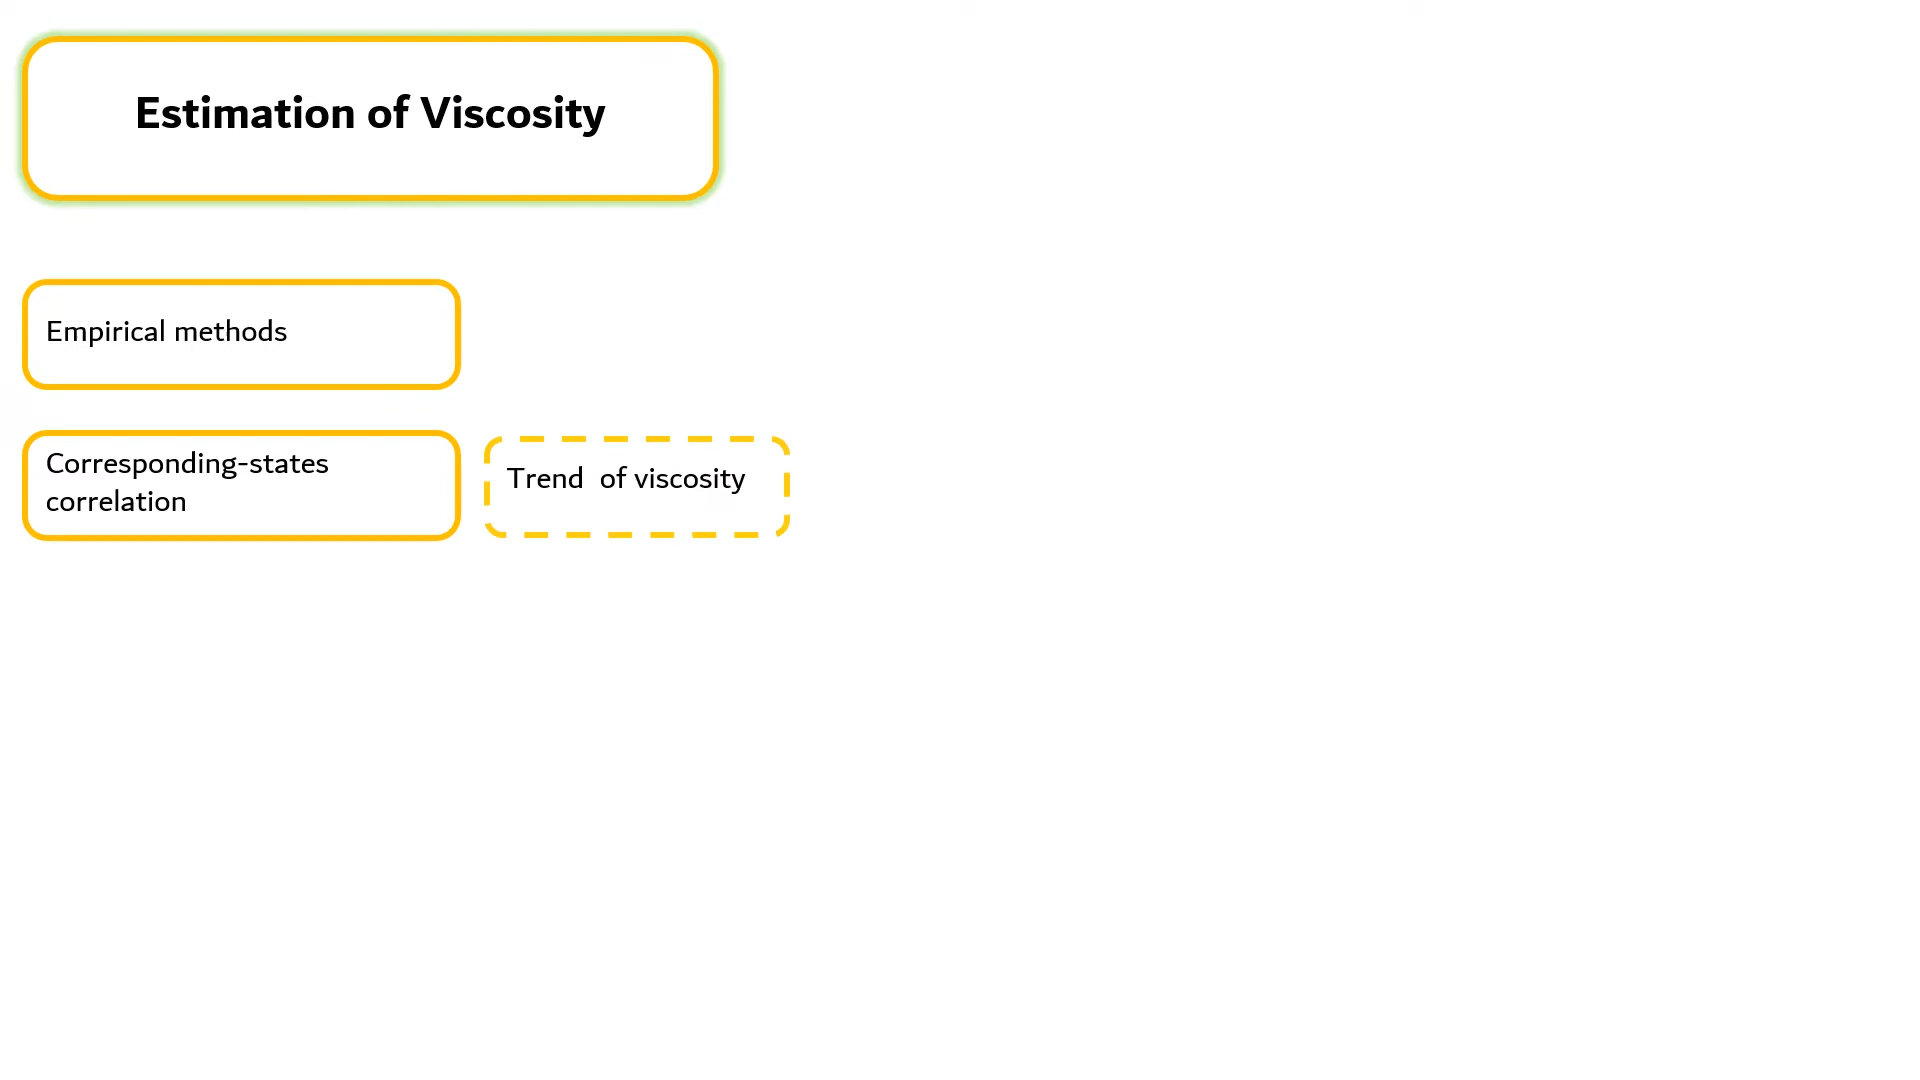 Estimation of Viscosity
Empirical methods
Corresponding-states
correlation
Trend  of viscosity